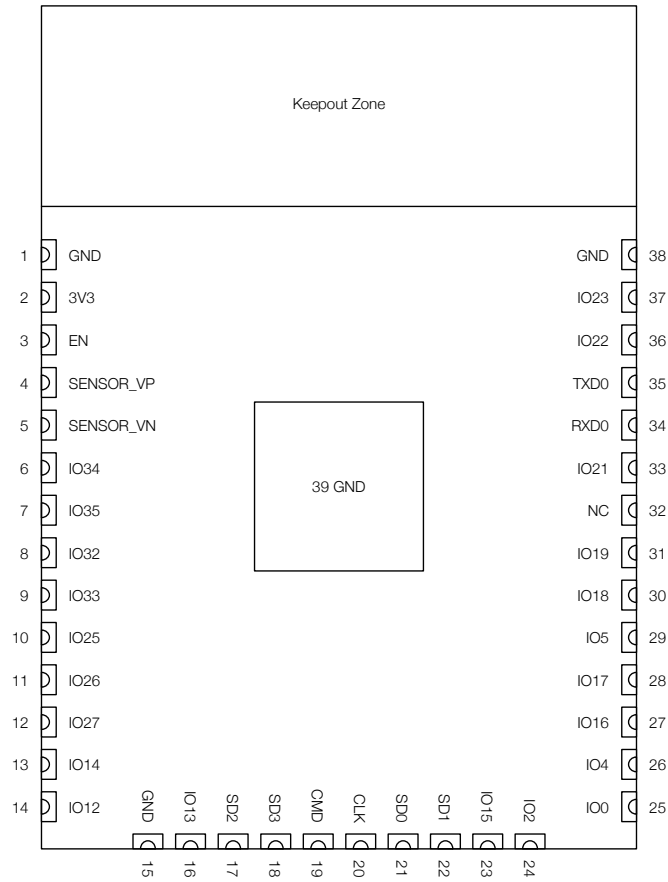 Keepout Zone
1 GND GND 38
2 3V3 IO23 37
3 EN IO22 36
4 SENSOR_VP TXD0 35
5 SENSOR_VN RXD0 34
6 IO34 IO21 33
39 GND
7 IO35 NC 32
8 IO32 IO19 31
9 IO33 IO18 30
10 IO25 IO5 29
11 IO26 IO17 28
12 IO27 IO16 27
13 IO14 IO4 26
14 IO12 IO0 25
GND IO13 SD2 SD3 CMD CLK SD0 SD1 IO15 IO2
15 16 17 18 19 20 21 22 23 24